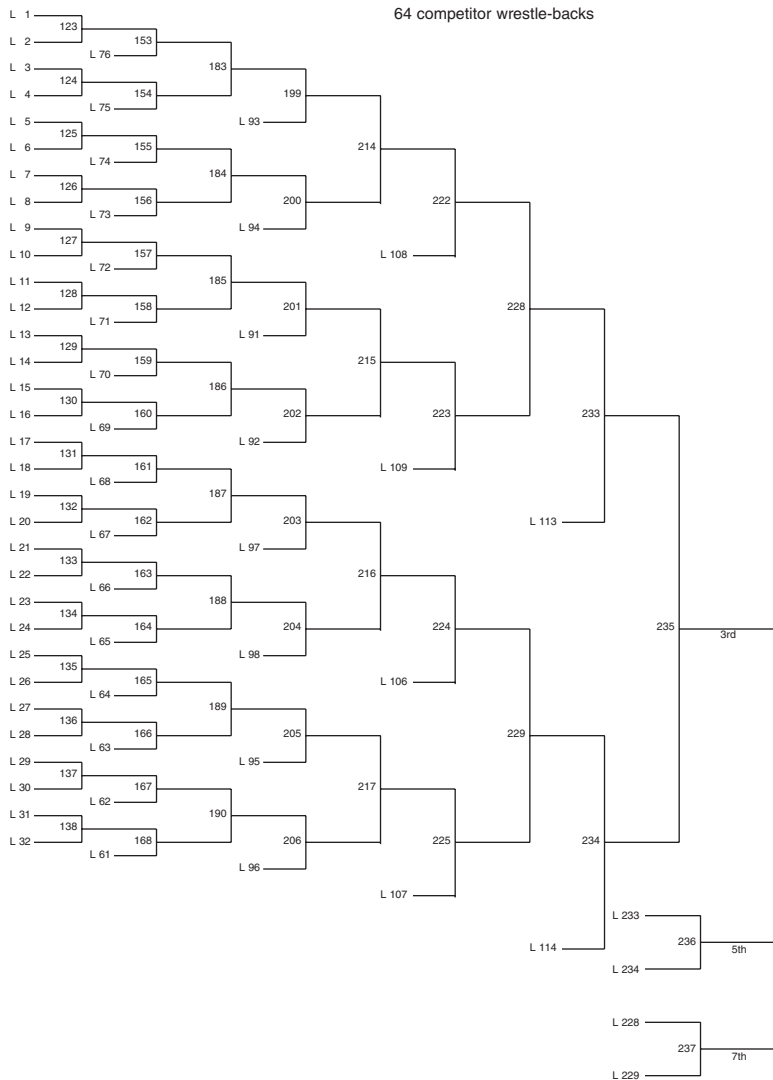 64 competitor wrestle-backs
L 1
123
L 2
153
L 76
183
L 3
124
L 4
154
L 75
199
L 93
L 5
125
L 6
155
L 74
184
L 7
126
L 8
156
L 73
200
L 94
214
222
L 108
L 9
127
L 10
157
L 72
185
L 11
128
L 12
158
L 71
201
L 91
L 13
129
L 14
159
L 70
186
L 15
130
L 16
160
L 69
202
L 92
215
223
L 109
228
233
L 113
L 17
131
L 18
161
L 68
187
L 19
132
L 20
162
L 67
203
L 97
L 21
133
L 22
163
L 66
188
L 23
134
L 24
164
L 65
204
L 98
216
224
L 106
235
3rd
L 25
135
L 26
165
L 64
189
L 27
136
L 28
166
L 63
205
L 95
L 29
137
L 30
167
L 62
190
L 31
138
L 32
168
L 61
206
L 96
217
225
L 107
229
234
L 114
L 233
236
5th
L 234
L 228
237
7th
L 229